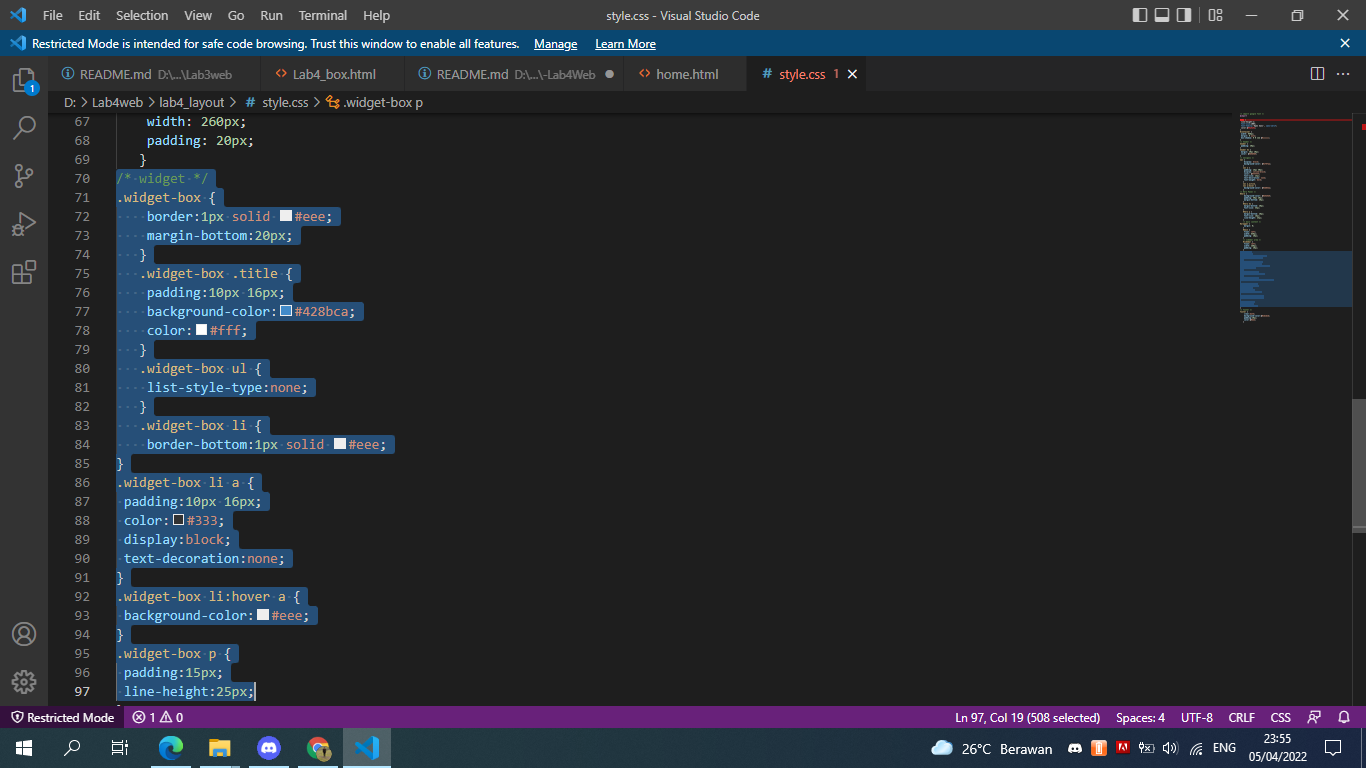 File Edit Selection View Go Run Terminal Help style.css - Visual Studio Code
Restricted Mode is intended for safe code browsing. Trust this window to enable all features. Manage Learn More
README.md D:\...\Lab3web Lab4_box.html README.md D:\...\-Lab4Web home.html # style.css 1
D: > Lab4web > lab4_layout > # style.css > .widget-box p
67 width: 260px;
68 padding: 20px;
69 }
70 /* widget */
71 .widget-box {
72 border:1px solid #eee;
73 margin-bottom:20px;
74 }
75 .widget-box .title {
76 padding:10px 16px;
77 background-color:#428bca;
78 color:#fff;
79 }
80 .widget-box ul {
81 list-style-type:none;
82 }
83 .widget-box li {
84 border-bottom:1px solid #eee;
85 }
86 .widget-box li a {
87 padding:10px 16px;
88 color:#333;
89 display:block;
90 text-decoration:none;
91 }
92 .widget-box li:hover a {
93 background-color:#eee;
94 }
95 .widget-box p {
96 padding:15px;
97 line-height:25px;
1
Restricted Mode 1 0 Ln 97, Col 19 (508 selected) Spaces: 4 UTF-8 CRLF CSS
26°C Berawan ENG 23:55
05/04/2022